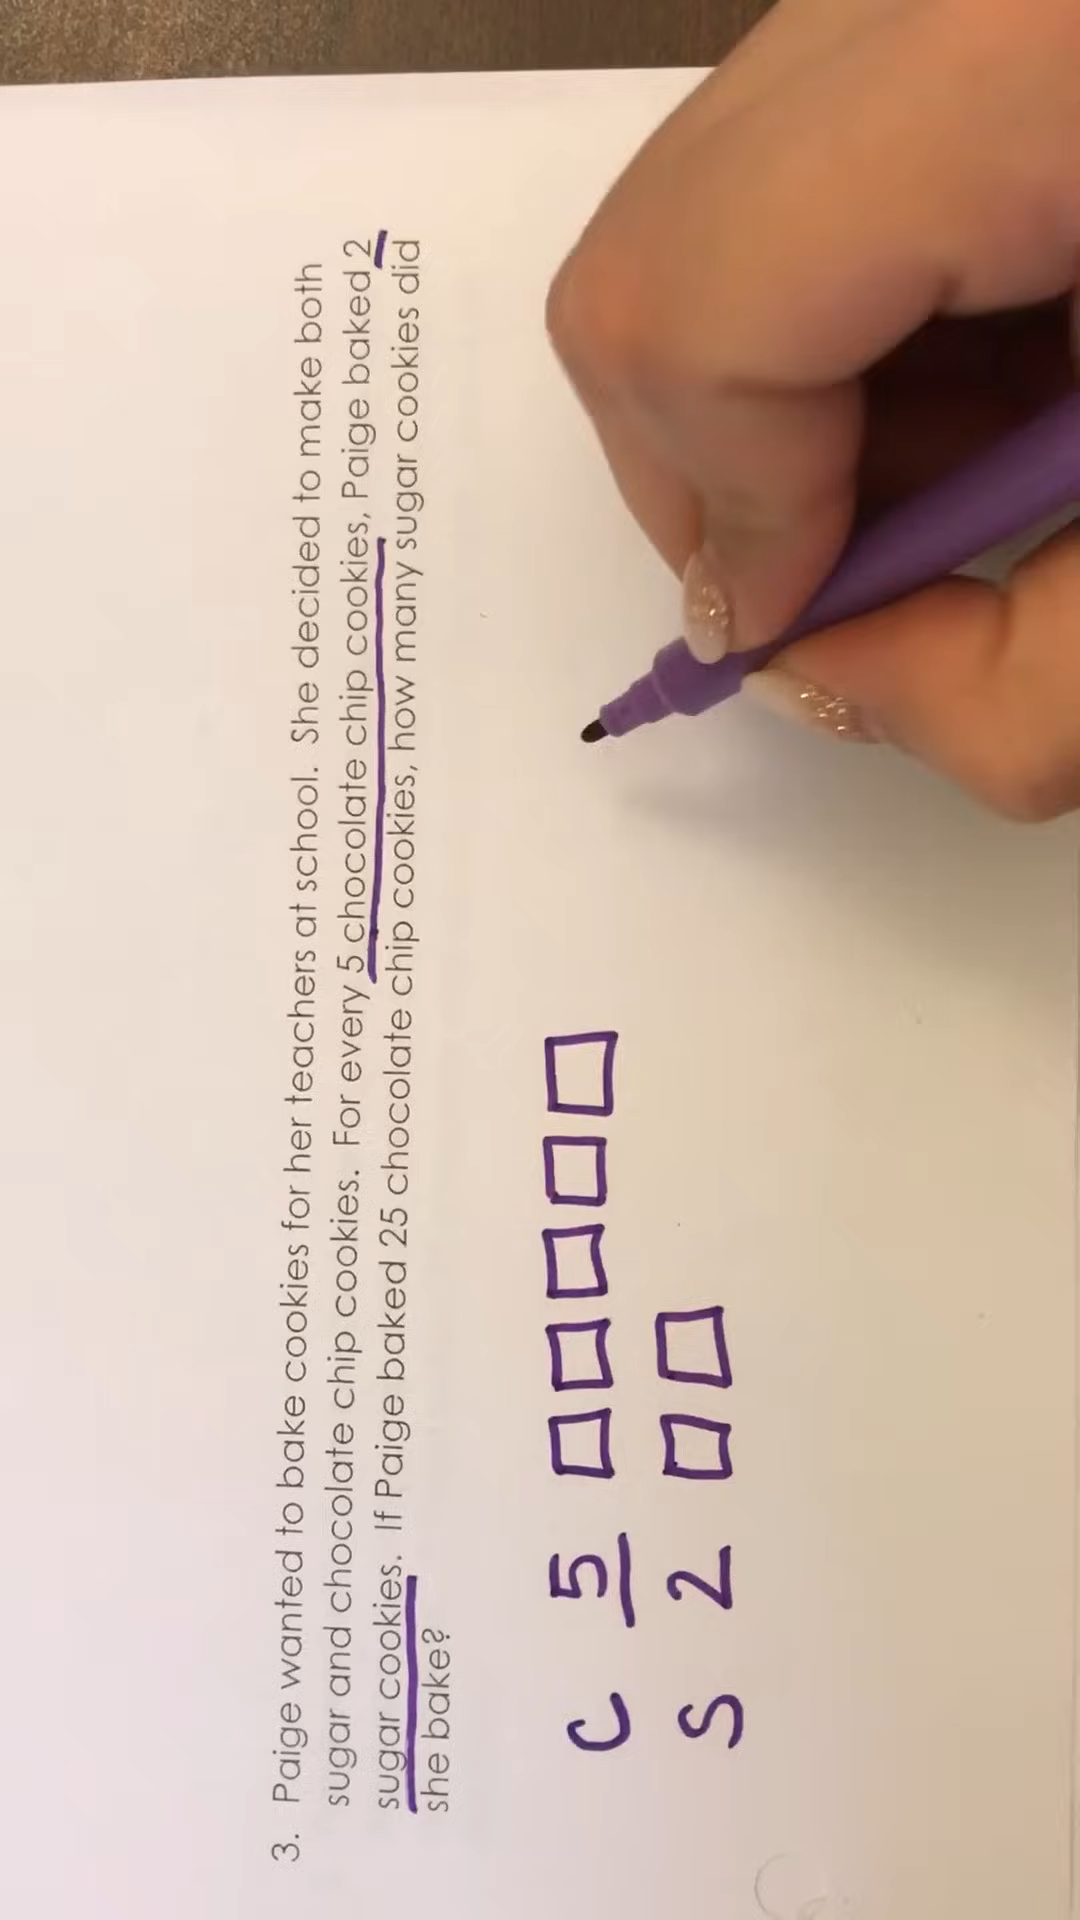 3. Paige wanted to bake cookies for her teachers at school. She decided to make both
sugar and chocolate chip cookies. For every 5 chocolate chip cookies, Paige baked 2
sugar cookies. If Paige baked 25 chocolate chip cookies, how many sugar cookies did
she bake?
C 5
S 2